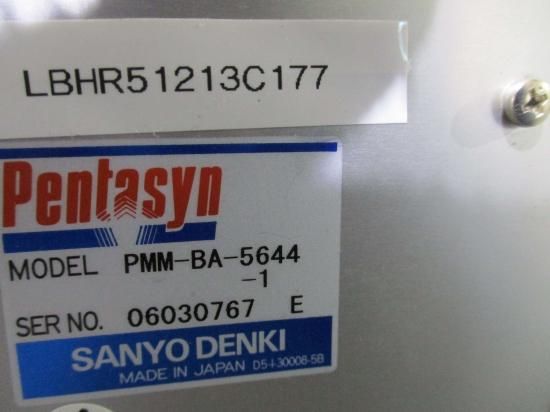 LBHR51213C177
Pentasyn
MODEL PMM-BA-5644
-1
SER NO. 06030767 E
SANYO DENKI
MADE IN JAPAN D5-I-30008-5B